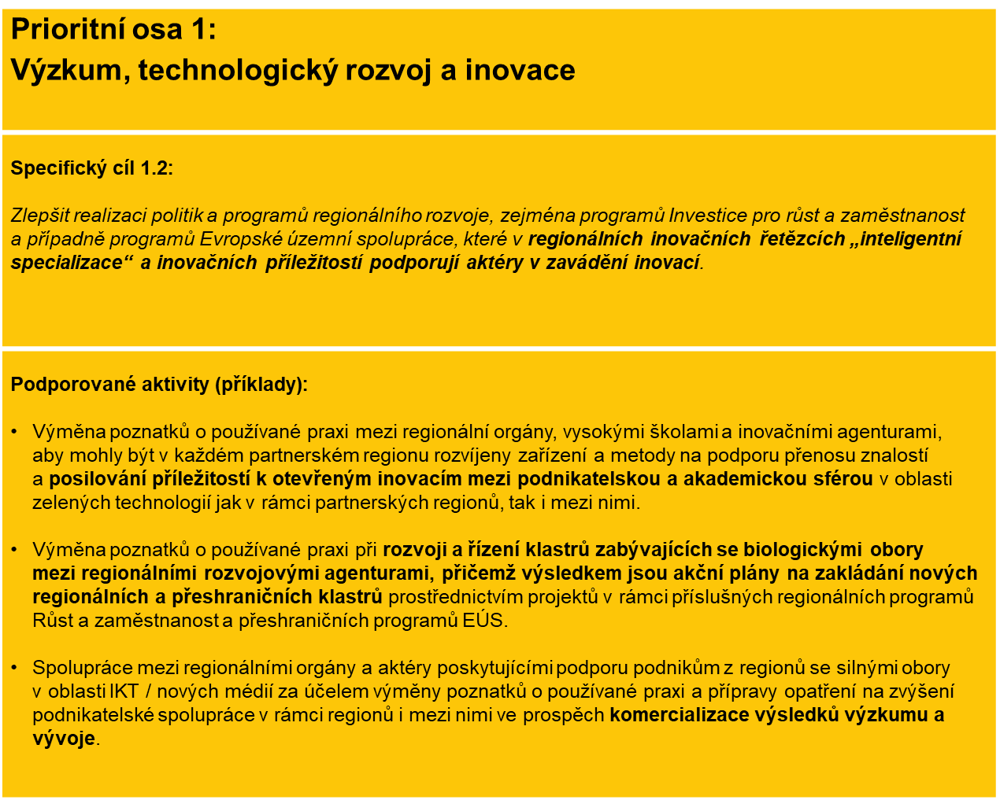 Prioritní osa 1:
Výzkum, technologický rozvoj a inovace
Specifický cíl 1.2:
Zlepšit realizaci politik a programů regionálního rozvoje, zejména programů Investice pro růst a zaměstnanost
a případně programů Evropské územní spolupráce, které v regionálních inovačních řetězcích „inteligentní
specializace“ a inovačních příležitostí podporují aktéry v zavádění inovací.
Podporované aktivity (příklady):
• Výměna poznatků o používané praxi mezi regionální orgány, vysokými školami a inovačními agenturami,
aby mohly být v každém partnerském regionu rozvíjeny zařízení a metody na podporu přenosu znalostí
a posilování příležitostí k otevřeným inovacím mezi podnikatelskou a akademickou sférou v oblasti
zelených technologií jak v rámci partnerských regionů, tak i mezi nimi.
• Výměna poznatků o používané praxi při rozvoji a řízení klastrů zabývajících se biologickými obory
mezi regionálními rozvojovými agenturami, přičemž výsledkem jsou akční plány na zakládání nových
regionálních a přeshraničních klastrů prostřednictvím projektů v rámci příslušných regionálních programů
Růst a zaměstnanost a přeshraničních programů EÚS.
• Spolupráce mezi regionálními orgány a aktéry poskytujícími podporu podnikům z regionů se silnými obory
v oblasti IKT / nových médií za účelem výměny poznatků o používané praxi a přípravy opatření na zvýšení
podnikatelské spolupráce v rámci regionů i mezi nimi ve prospěch komercializace výsledků výzkumu a
vývoje.